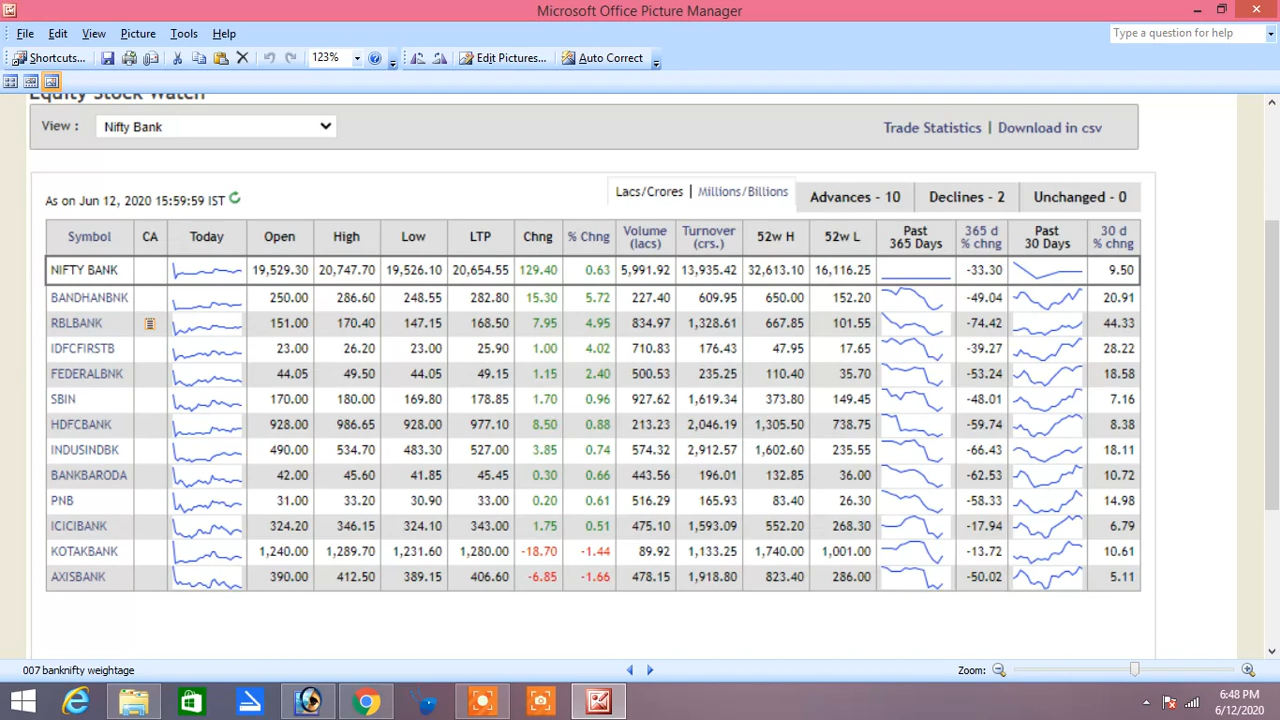 Microsoft Office Picture Manager
File Edit View Picture Tools Help
Type a question for help
Shortcuts... 123% Edit Pictures... Auto Correct
Equity Stock Watch
View : Nifty Bank Trade Statistics | Download in csv
As on Jun 12, 2020 15:59:59 IST Lacs/Crores | Millions/Billions Advances - 10 Declines - 2 Unchanged - 0
Symbol CA Today Open High Low LTP Chng % Chng Volume (lacs) Turnover (crs.) 52w H 52w L Past 365 Days 365 d % chng Past 30 Days 30 d % chng
NIFTY BANK 19,529.30 20,747.70 19,526.10 20,654.55 129.40 0.63 5,991.92 13,935.42 32,613.10 16,116.25 -33.30 9.50
BANDHANBNK 250.00 286.60 248.55 282.80 15.30 5.72 227.40 609.95 650.00 152.20 -49.04 20.91
RBLBANK 151.00 170.40 147.15 168.50 7.95 4.95 834.97 1,328.61 667.85 101.55 -74.42 44.33
IDFCFIRSTB 23.00 26.20 23.00 25.90 1.00 4.02 710.83 176.43 47.95 17.65 -39.27 28.22
FEDERALBNK 44.05 49.50 44.05 49.15 1.15 2.40 500.53 235.25 110.40 35.70 -53.24 18.58
SBIN 170.00 180.00 169.80 178.85 1.70 0.96 927.62 1,619.34 373.80 149.45 -48.01 7.16
HDFCBANK 928.00 986.65 928.00 977.10 8.50 0.88 213.23 2,046.19 1,305.50 738.75 -59.74 8.38
INDUSINDBK 490.00 534.70 483.30 527.00 3.85 0.74 574.32 2,912.57 1,602.60 235.55 -66.43 18.11
BANKBARODA 42.00 45.60 41.85 45.45 0.30 0.66 443.56 196.01 132.85 36.00 -62.53 10.72
PNB 31.00 33.20 30.90 33.00 0.20 0.61 516.29 165.93 83.40 26.30 -58.33 14.98
ICICIBANK 324.20 346.15 324.10 343.00 1.75 0.51 475.10 1,593.09 552.20 268.30 -17.94 6.79
KOTAKBANK 1,240.00 1,289.70 1,231.60 1,280.00 -18.70 -1.44 89.92 1,133.25 1,740.00 1,001.00 -13.72 10.61
AXISBANK 390.00 412.50 389.15 406.60 -6.85 -1.66 478.15 1,918.80 823.40 286.00 -50.02 5.11
007 banknifty weightage Zoom:
6:48 PM
6/12/2020